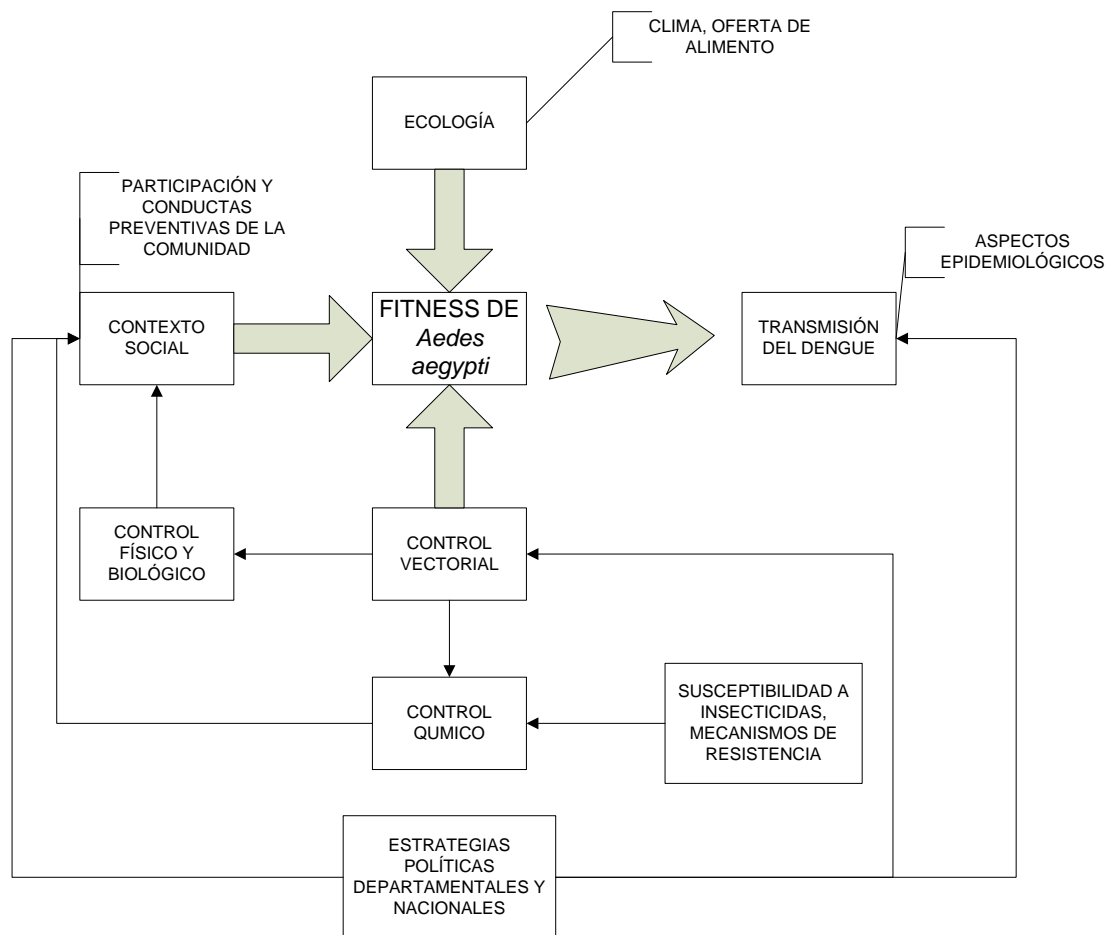 CLIMA, OFERTA DE
ALIMENTO
ECOLOGÍA
PARTICIPACIÓN Y
CONDUCTAS
PREVENTIVAS DE LA
COMUNIDAD
ASPECTOS
EPIDEMIOLÓGICOS
CONTEXTO
SOCIAL
FITNESS DE
Aedes
aegypti
TRANSMISIÓN
DEL DENGUE
CONTROL
FÍSICO Y
BIOLÓGICO
CONTROL
VECTORIAL
CONTROL
QUMICO
SUSCEPTIBILIDAD A
INSECTICIDAS,
MECANISMOS DE
RESISTENCIA
ESTRATEGIAS
POLÍTICAS
DEPARTAMENTALES Y
NACIONALES